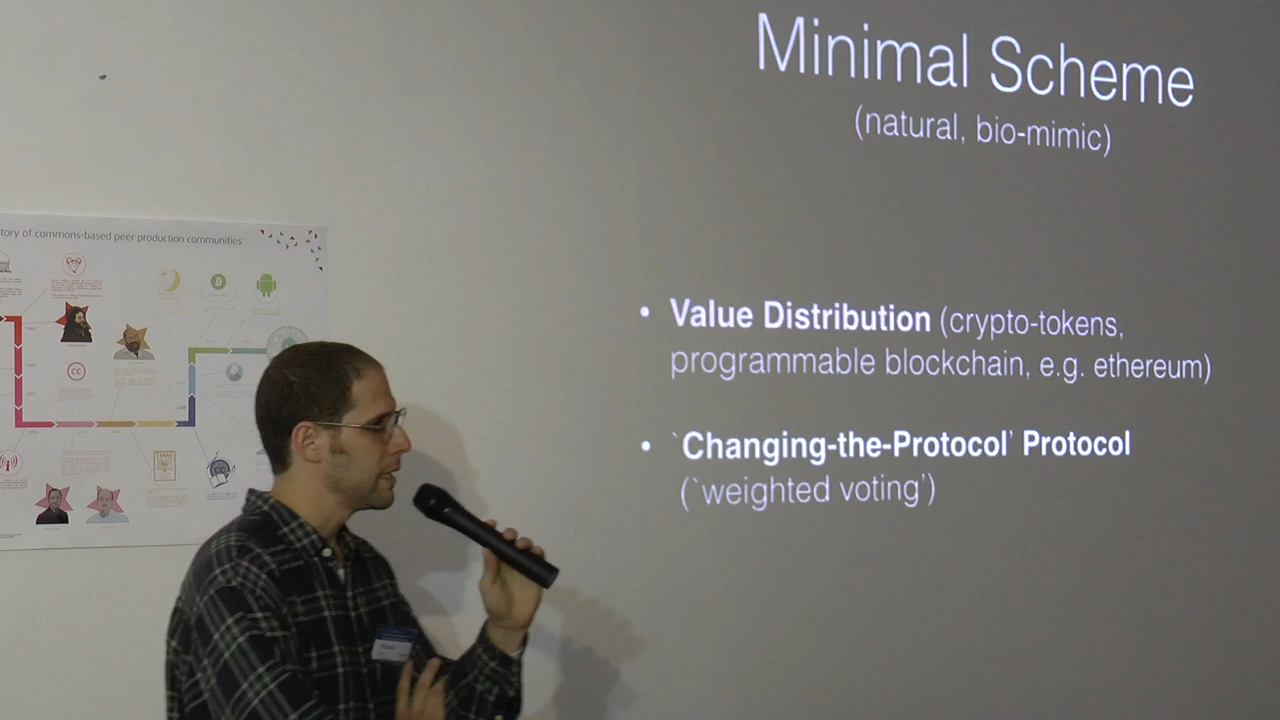 Minimal Scheme
(natural, bio-mimic)
• Value Distribution (crypto-tokens,
programmable blockchain, e.g. ethereum)
• `Changing-the-Protocol' Protocol
(`weighted voting')
tory of commons-based peer production communities